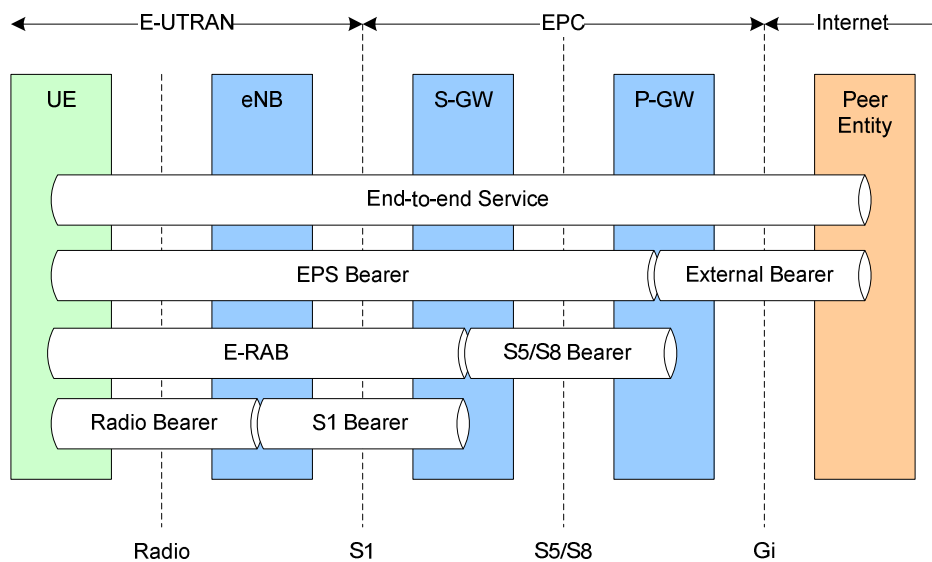 E-UTRAN
EPC
Internet
UE
eNB
S-GW
P-GW
Peer
Entity
End-to-end Service
EPS Bearer
External Bearer
E-RAB
S5/S8 Bearer
Radio Bearer
S1 Bearer
Radio
S1
S5/S8
Gi